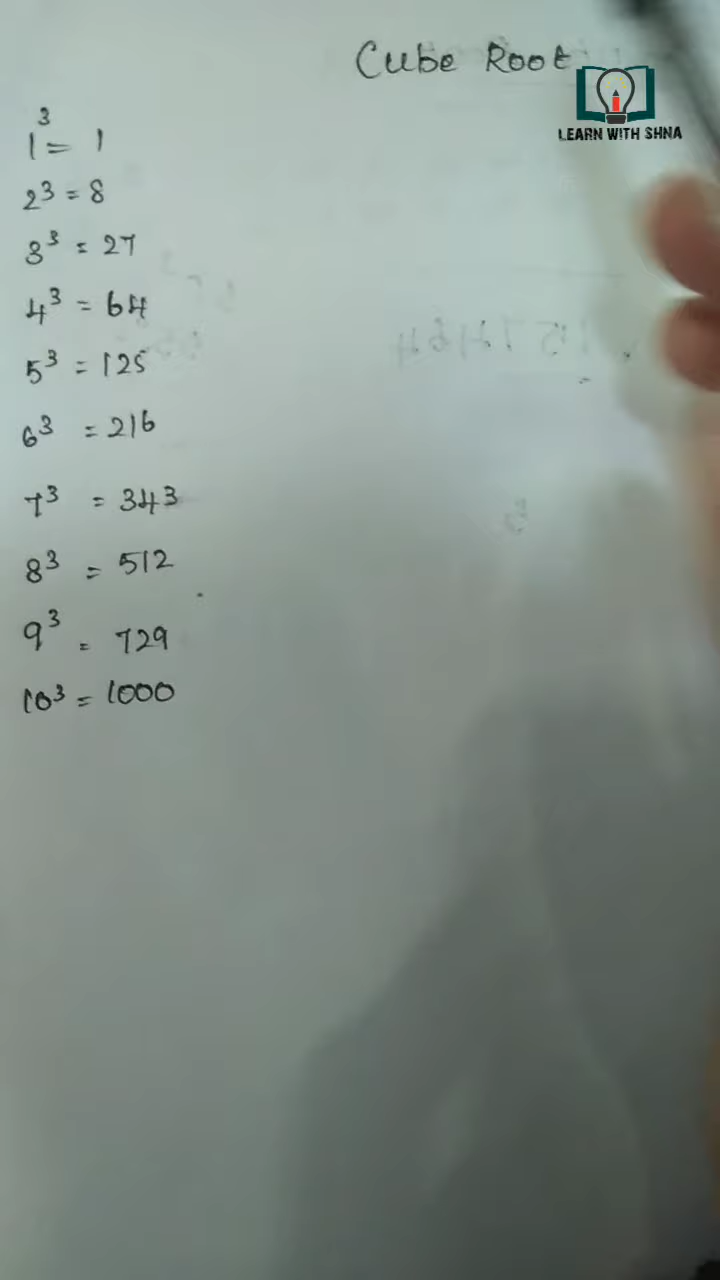 Cube Root
LEARN WITH SHNA
1³ = 1
2³ = 8
3³ = 27
4³ = 64
5³ = 125
6³ = 216
7³ = 343
8³ = 512
9³ = 729
10³ = 1000